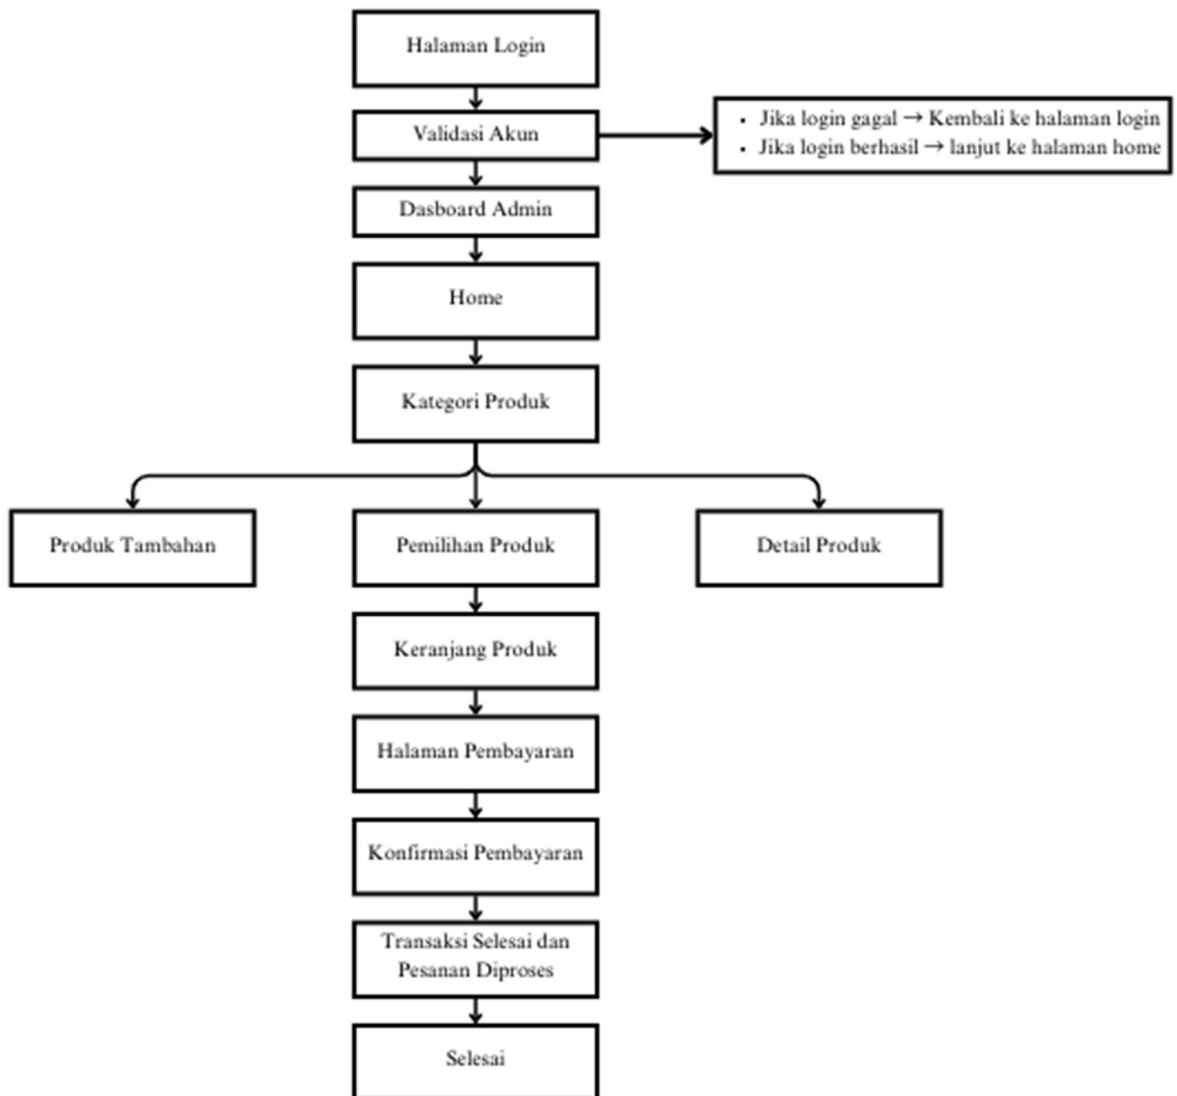 Halaman Login
Validasi Akun
• Jika login gagal → Kembali ke halaman login
• Jika login berhasil → lanjut ke halaman home
Dasboard Admin
Home
Kategori Produk
Produk Tambahan
Pemilihan Produk
Detail Produk
Keranjang Produk
Halaman Pembayaran
Konfirmasi Pembayaran
Transaksi Selesai dan
Pesanan Diproses
Selesai